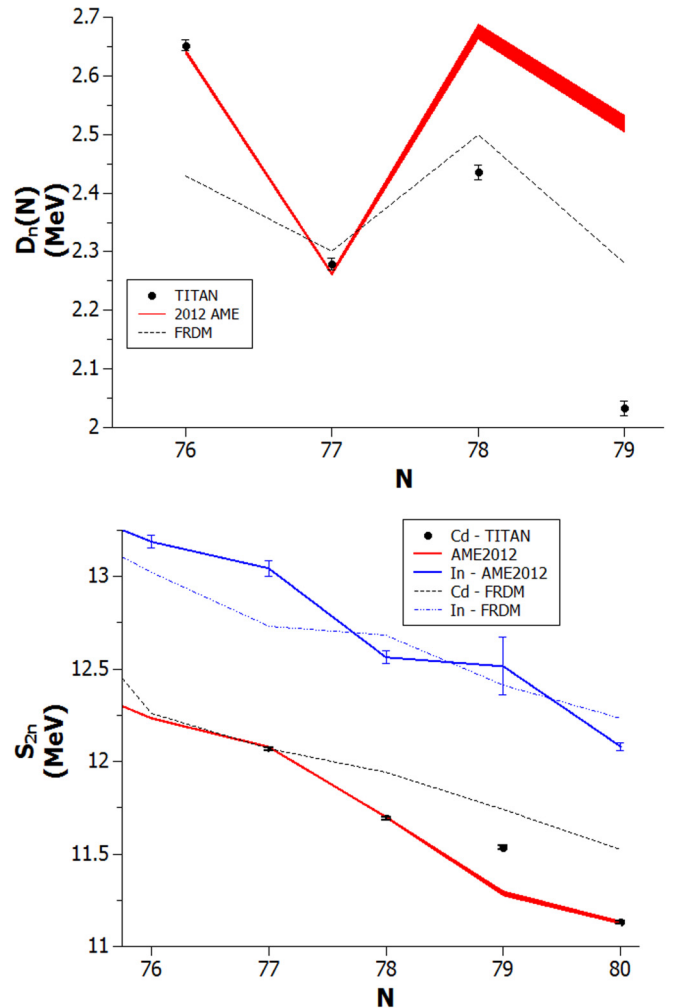 2.7
2.6
2.5
2.4
2.3
2.2
2.1
2
Dn(N)
(MeV)
TITAN
2012 AME
FRDM
76 77 78 79
N
Cd - TITAN
AME2012
In - AME2012
Cd - FRDM
In - FRDM
13
12.5
12
11.5
11
S2n
(MeV)
76 77 78 79 80
N